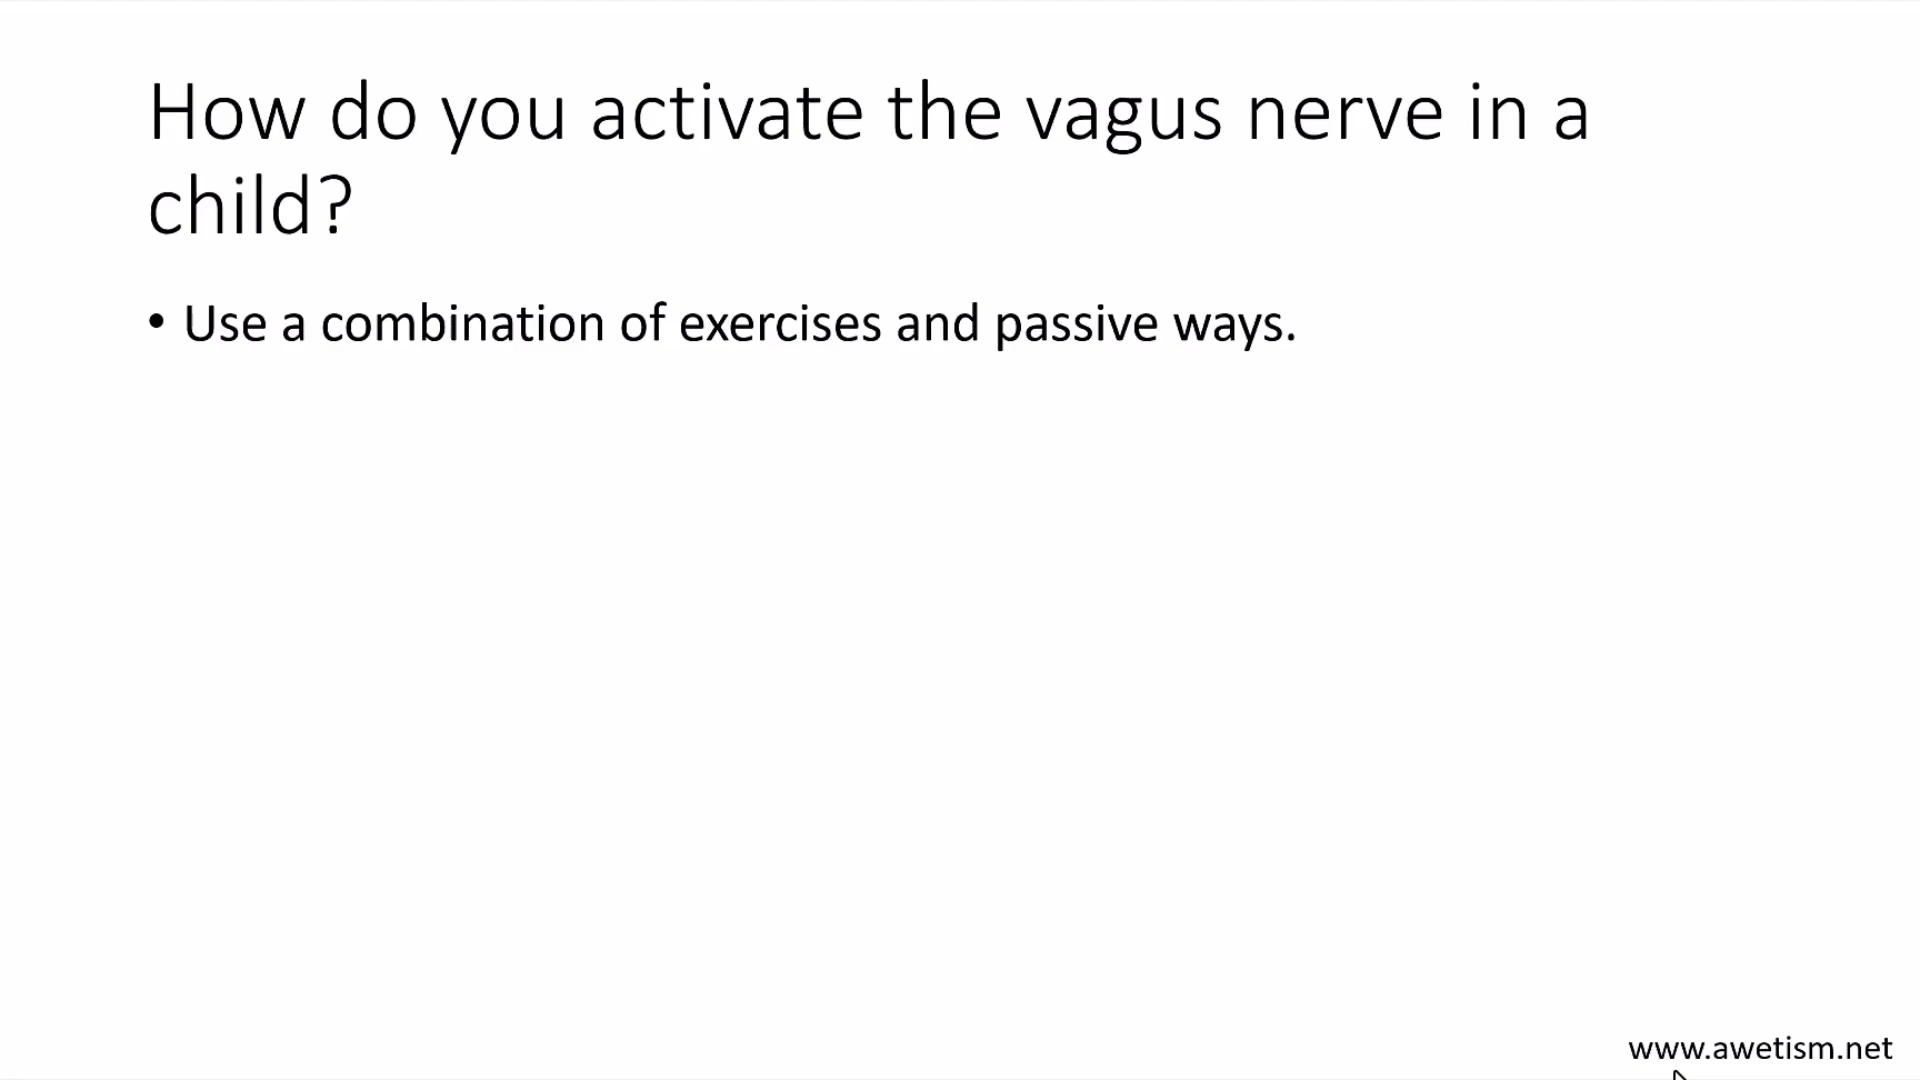 How do you activate the vagus nerve in a
child?
• Use a combination of exercises and passive ways.
www.awetism.net